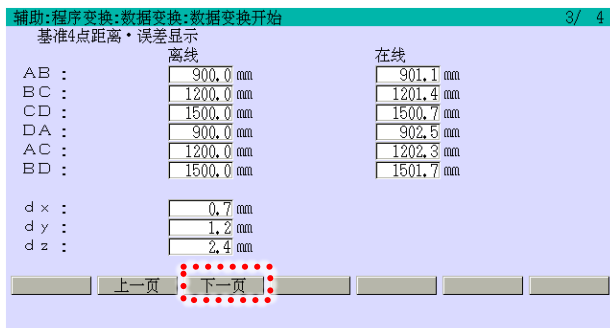 辅助:程序变换:数据变换:数据变换开始 3/ 4
基准4点距离・误差显示
离线 在线
AB: 900.0 mm 901.1 mm
BC: 1200.0 mm 1201.4 mm
CD: 1500.0 mm 1500.7 mm
DA: 900.0 mm 902.5 mm
AC: 1200.0 mm 1202.3 mm
BD: 1500.0 mm 1501.7 mm
dx: 0.7 mm
dy: 1.2 mm
dz: 2.4 mm
上一页 下一页